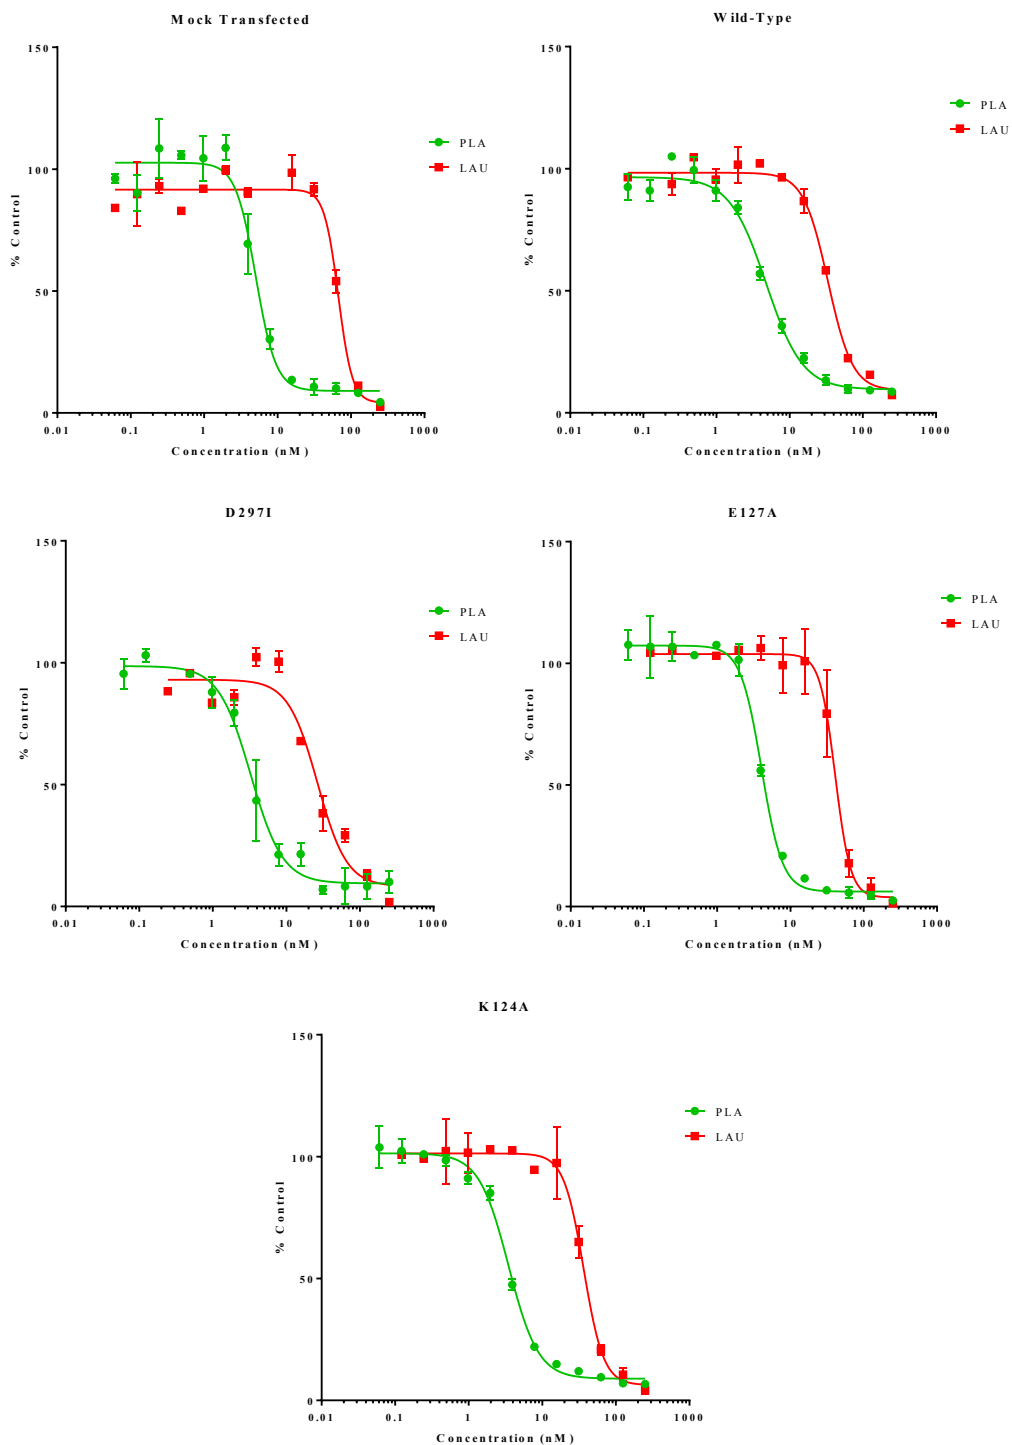 Mock Transfected
150
100
50
0
% Control
0.01 0.1 1 10 100 1000
Concentration (nM)
PLA
LAU
Wild-Type
150
100
50
0
% Control
0.01 0.1 1 10 100 1000
Concentration (nM)
PLA
LAU
D297I
150
100
50
0
% Control
0.01 0.1 1 10 100 1000
Concentration (nM)
PLA
LAU
E127A
150
100
50
0
% Control
0.01 0.1 1 10 100 1000
Concentration (nM)
PLA
LAU
K124A
150
100
50
0
% Control
0.01 0.1 1 10 100 1000
Concentration (nM)
PLA
LAU